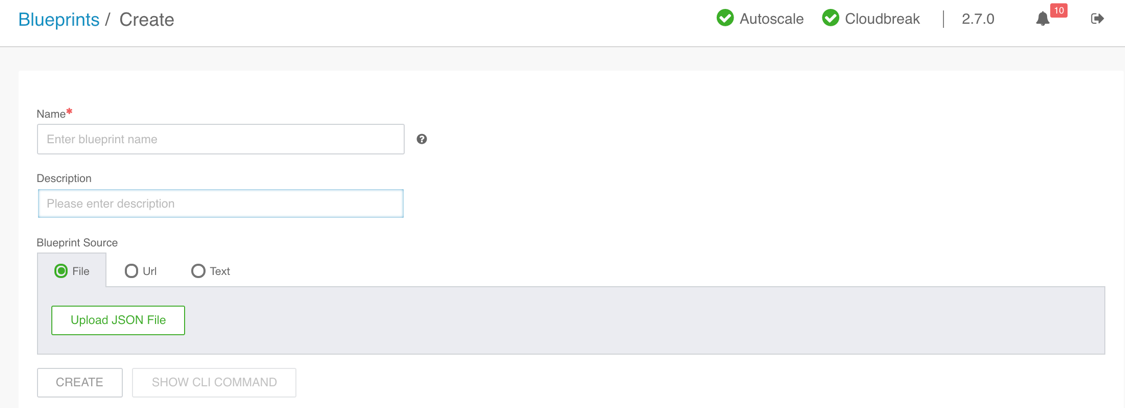 Blueprints / Create
Autoscale Cloudbreak | 2.7.0 10
Name*
Enter blueprint name
Description
Please enter description
Blueprint Source
File Url Text
Upload JSON File
CREATE SHOW CLI COMMAND